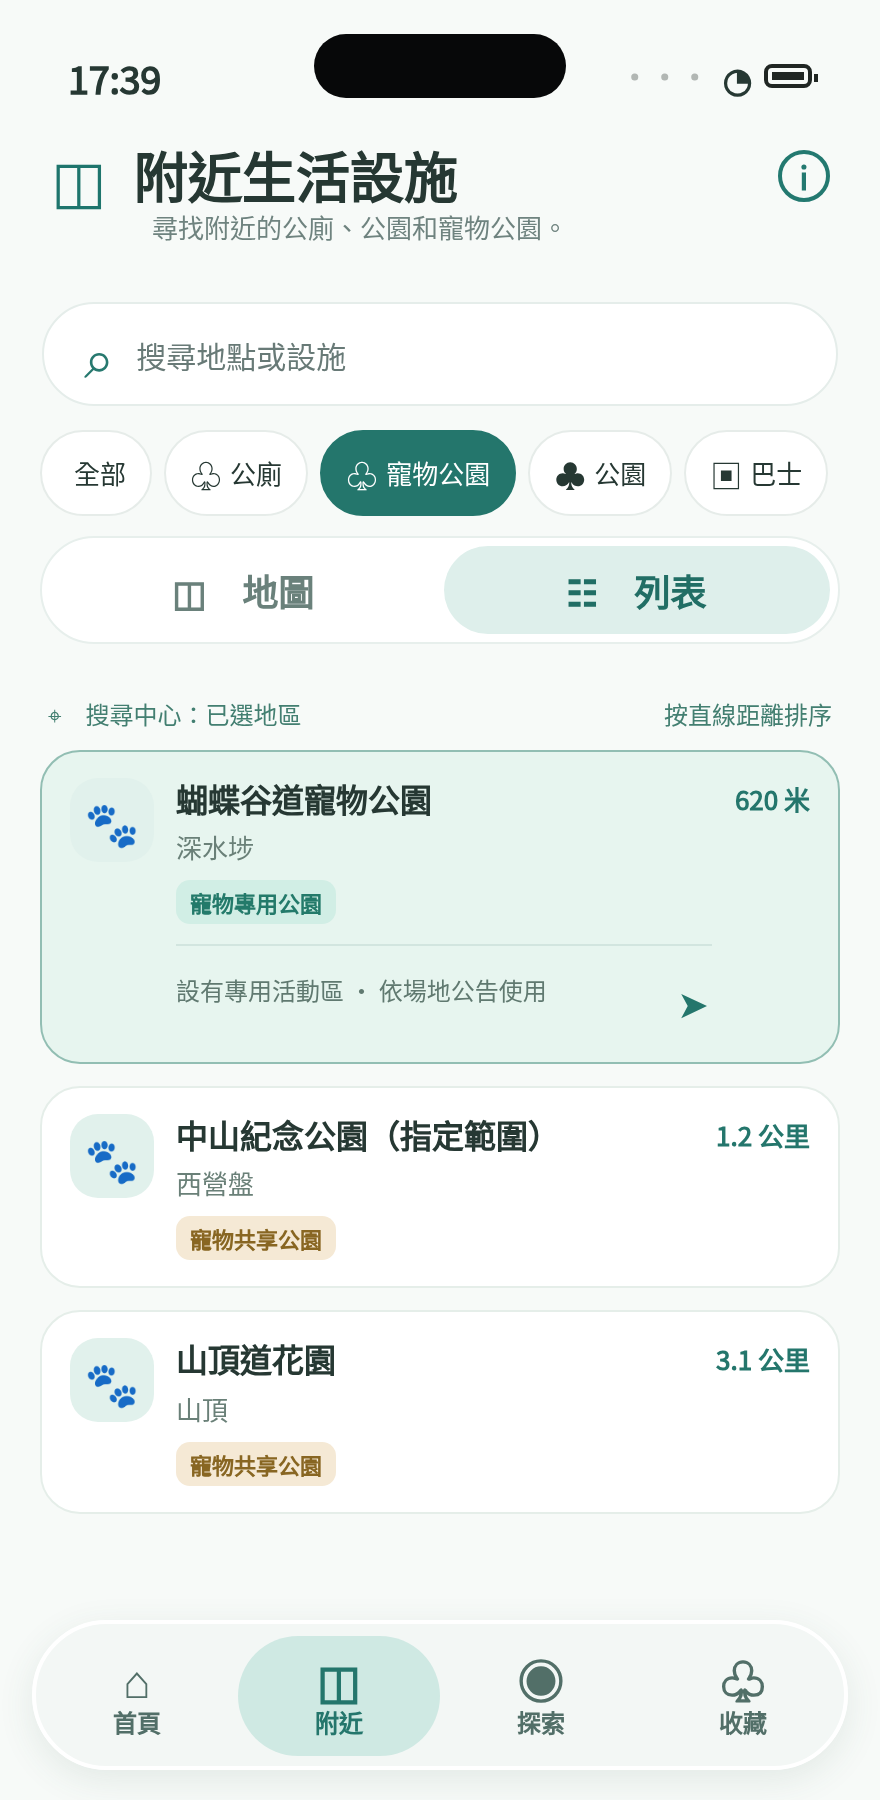 17:39
附近生活設施
尋找附近的公廁、公園和寵物公園。
搜尋地點或設施
全部 公廁 寵物公園 公園 巴士
地圖 列表
搜尋中心：已選地區 按直線距離排序
蝴蝶谷道寵物公園 620 米
深水埗
寵物專用公園
設有專用活動區 · 依場地公告使用
中山紀念公園（指定範圍） 1.2 公里
西營盤
寵物共享公園
山頂道花園 3.1 公里
山頂
寵物共享公園
首頁 附近 探索 收藏